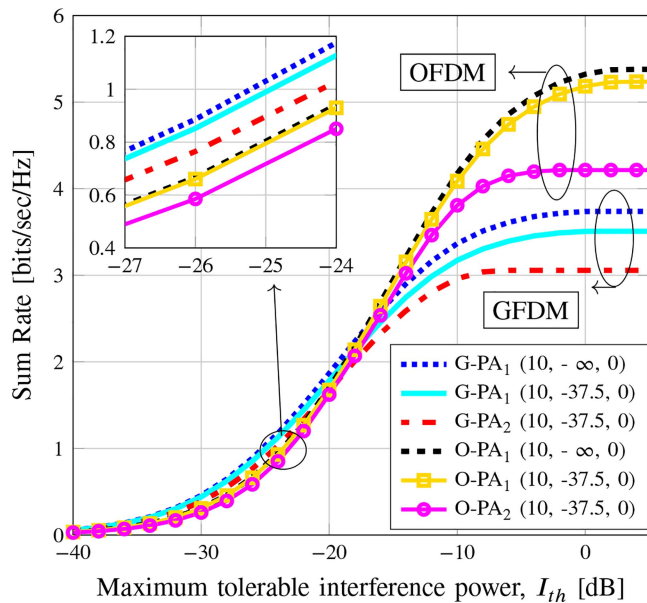 Sum Rate [bits/sec/Hz]
6
5
4
3
2
1
0
1.2
1
0.8
0.6
0.4
−27 −26 −25 −24
OFDM
GFDM
G-PA1 (10, - ∞, 0)
G-PA1 (10, -37.5, 0)
G-PA2 (10, -37.5, 0)
O-PA1 (10, - ∞, 0)
O-PA1 (10, -37.5, 0)
O-PA2 (10, -37.5, 0)
−40 −30 −20 −10 0
Maximum tolerable interference power, Ith [dB]